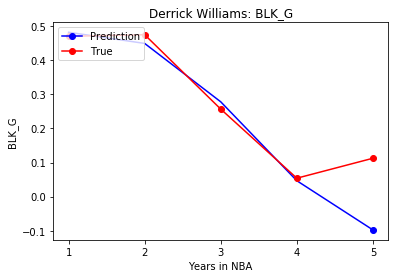 Derrick Williams: BLK_G
Prediction
True
BLK_G
0.5
0.4
0.3
0.2
0.1
0.0
−0.1
1 2 3 4 5
Years in NBA